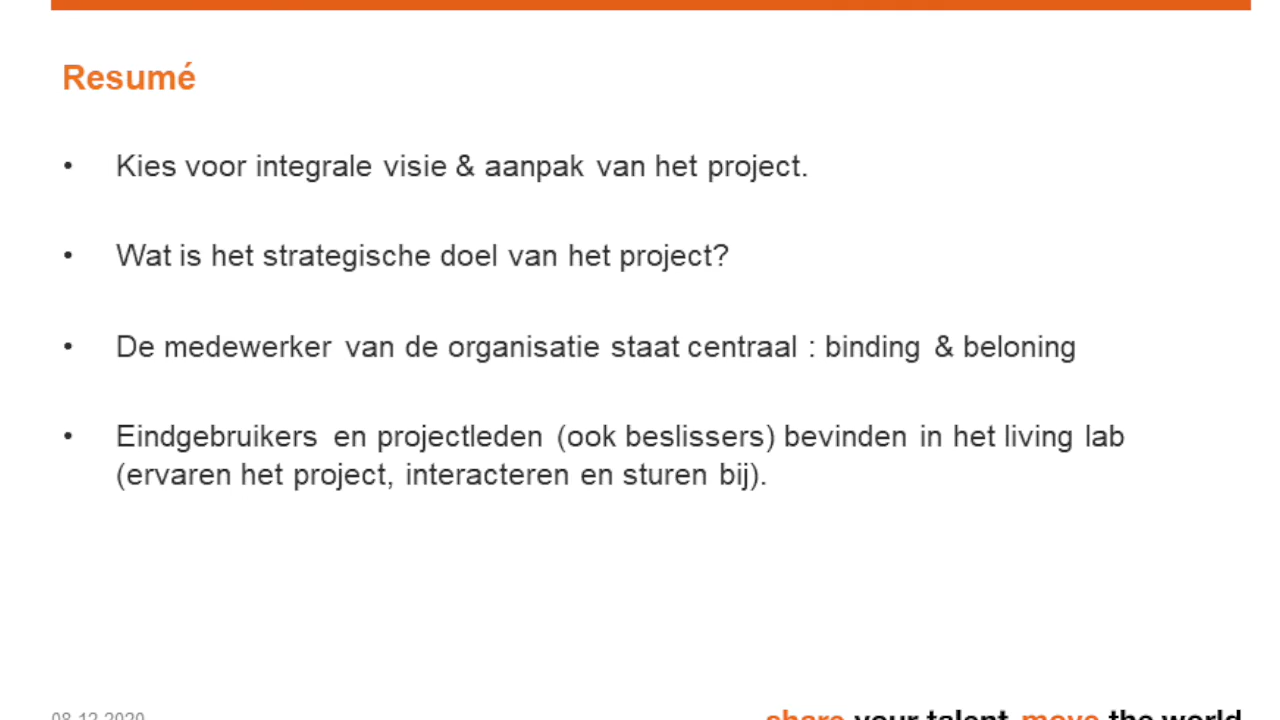 Resumé
• Kies voor integrale visie & aanpak van het project.
• Wat is het strategische doel van het project?
• De medewerker van de organisatie staat centraal : binding & beloning
• Eindgebruikers en projectleden (ook beslissers) bevinden in het living lab
(ervaren het project, interacteren en sturen bij).
08-12-2020
share your talent. move the world.